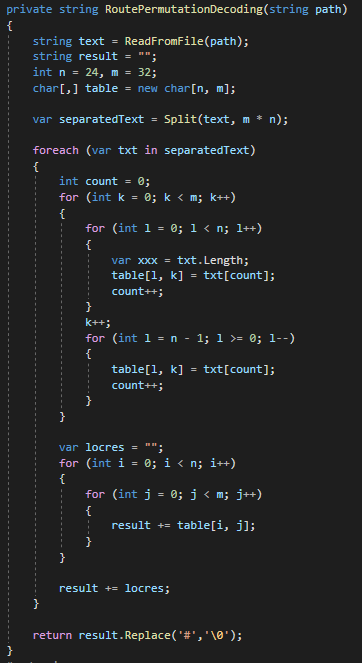 private string RoutePermutationDecoding(string path)
{
string text = ReadFromFile(path);
string result = "";
int n = 24, m = 32;
char[,] table = new char[n, m];
var separatedText = Split(text, m * n);
foreach (var txt in separatedText)
{
int count = 0;
for (int k = 0; k < m; k++)
{
for (int l = 0; l < n; l++)
{
var xxx = txt.Length;
table[l, k] = txt[count];
count++;
}
k++;
for (int l = n - 1; l >= 0; l--)
{
table[l, k] = txt[count];
count++;
}
}
var locres = "";
for (int i = 0; i < n; i++)
{
for (int j = 0; j < m; j++)
{
result += table[i, j];
}
}
result += locres;
}
return result.Replace('#','\0');
}